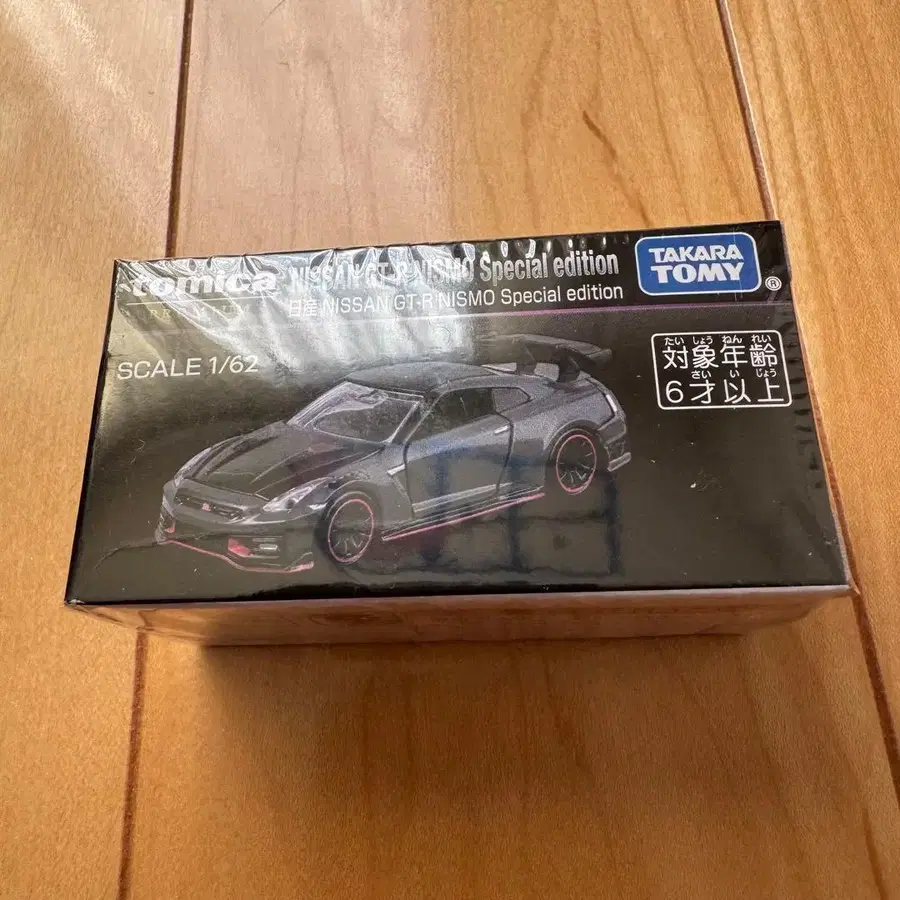 tomica
PREMIUM
NISSAN GT-R NISMO Special edition
日産 NISSAN GT-R NISMO Special edition
TAKARA
TOMY
®
SCALE 1/62
たいしょうねんれい
対象年齢
さいいじょう
6才以上